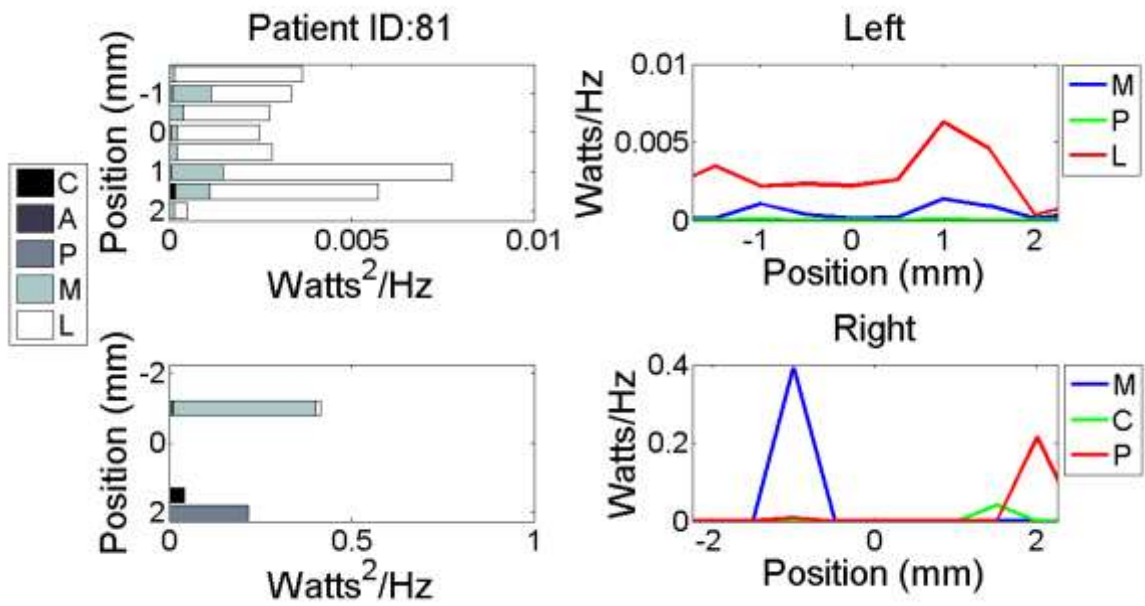 Patient ID:81
Position (mm)
-1
0
1
2
0
0.005
0.01
Watts²/Hz
C
A
P
M
L
Left
Watts/Hz
0.01
0.005
0
-1
0
1
2
Position (mm)
M
P
L
Position (mm)
-2
0
2
0
0.5
1
Watts²/Hz
Right
Watts/Hz
0.4
0.2
0
-2
0
2
Position (mm)
M
C
P